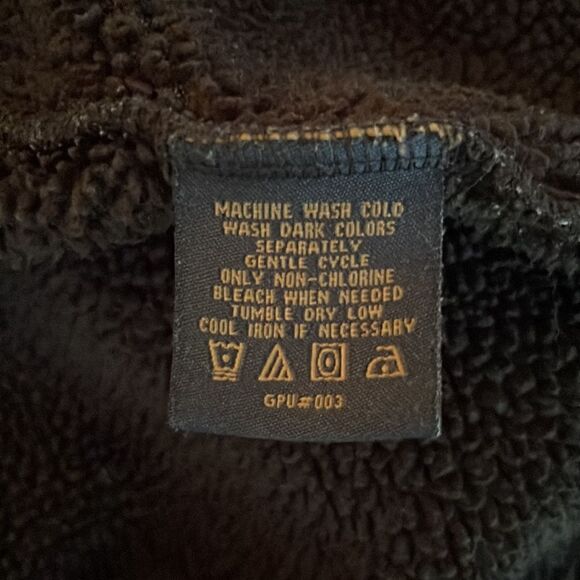 MACHINE WASH COLD
WASH DARK COLORS
SEPARATELY
GENTLE CYCLE
ONLY NON-CHLORINE
BLEACH WHEN NEEDED
TUMBLE DRY LOW
COOL IRON IF NECESSARY
GPU#003